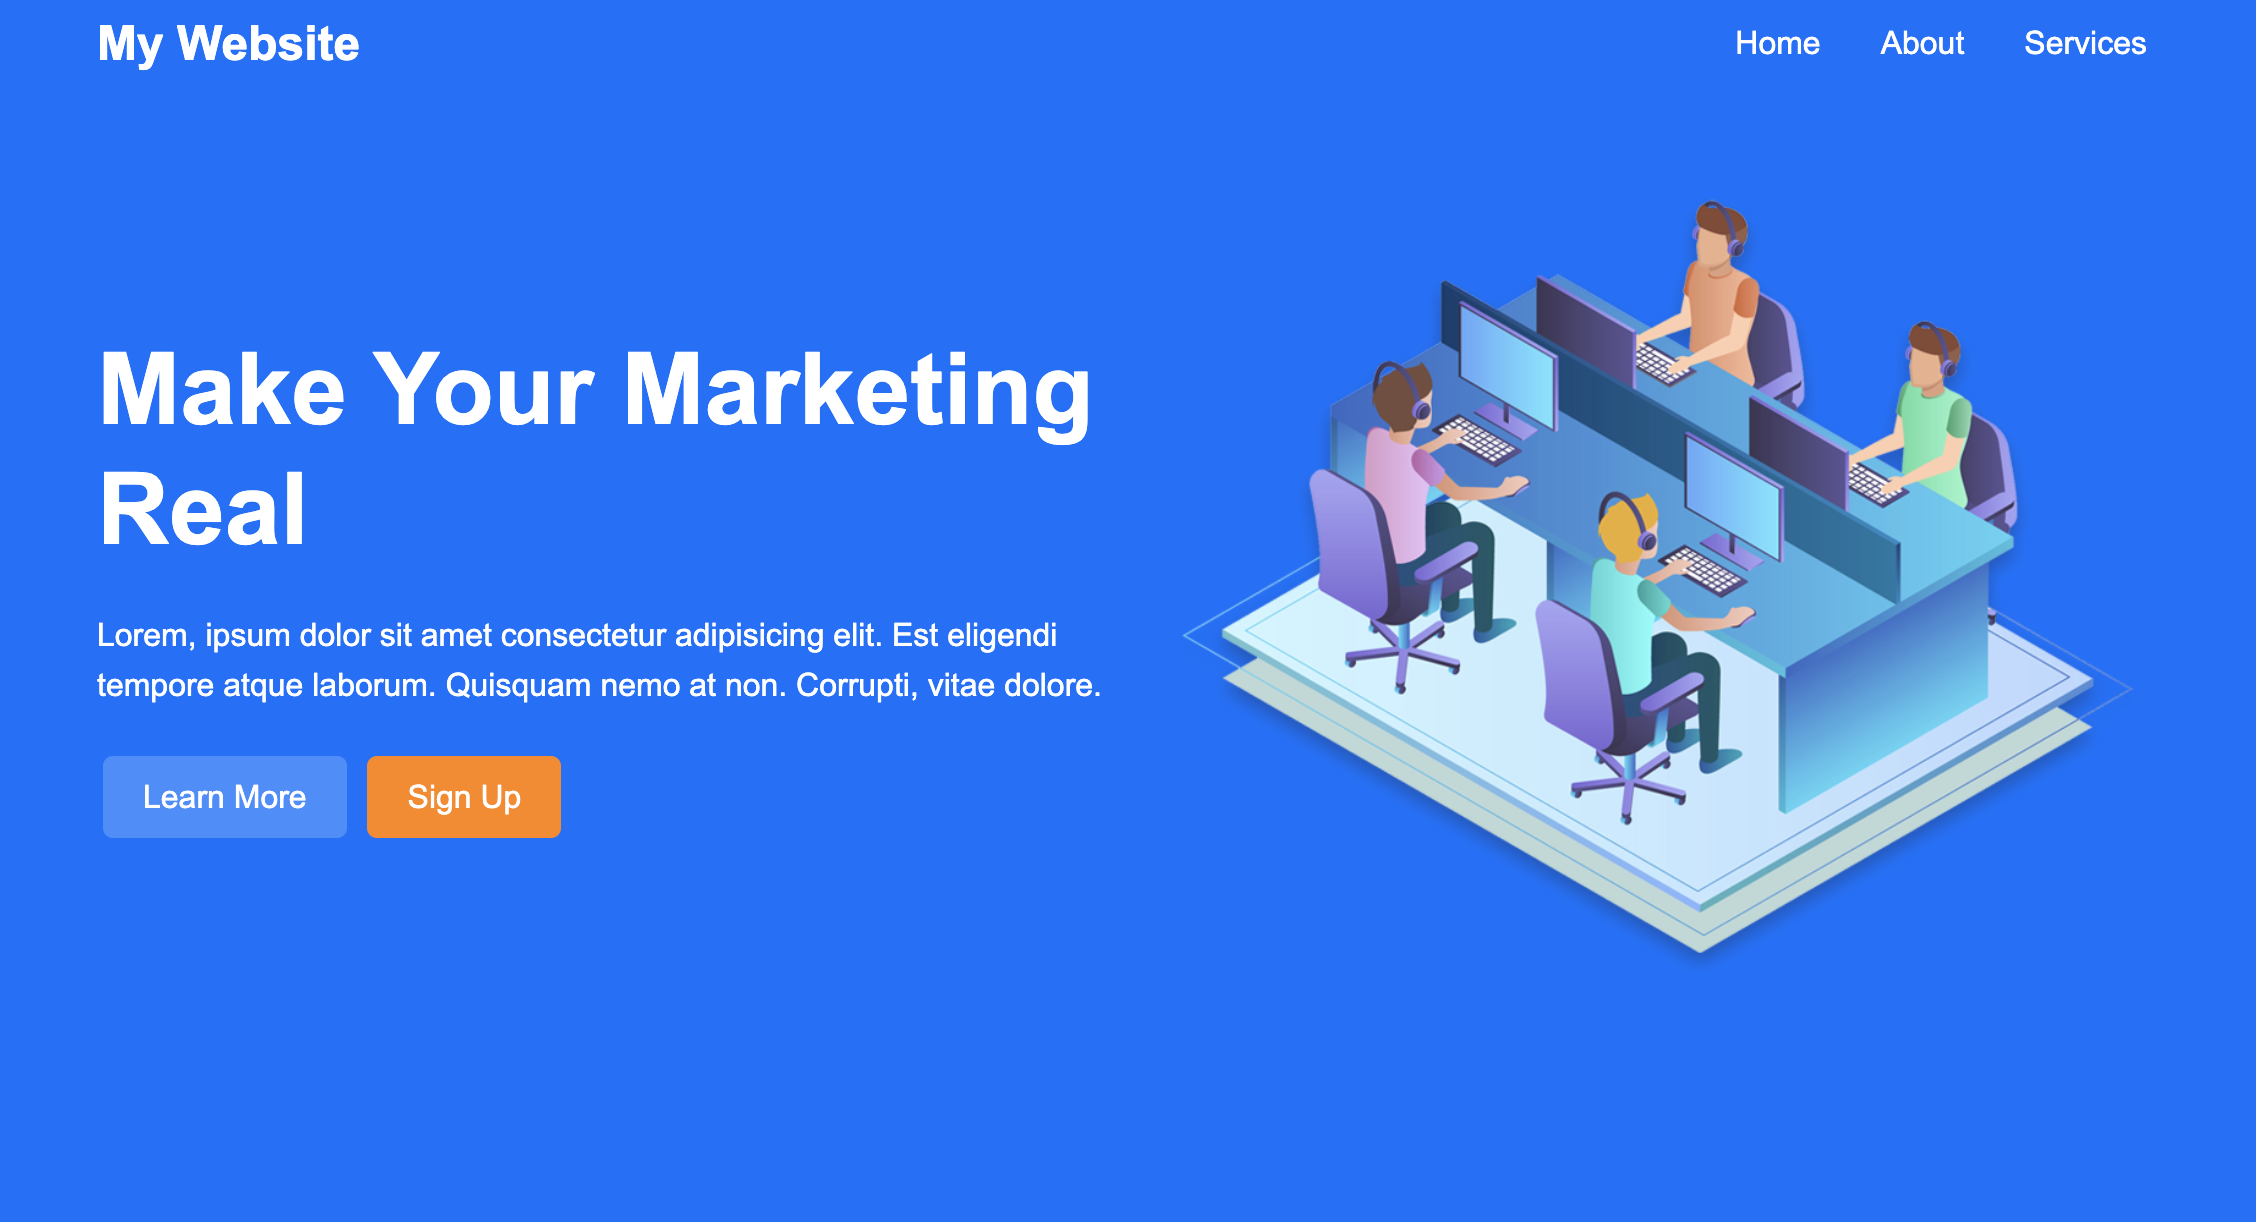 My Website
Home About Services
Make Your Marketing
Real
Lorem, ipsum dolor sit amet consectetur adipisicing elit. Est eligendi
tempore atque laborum. Quisquam nemo at non. Corrupti, vitae dolore.
Learn More Sign Up